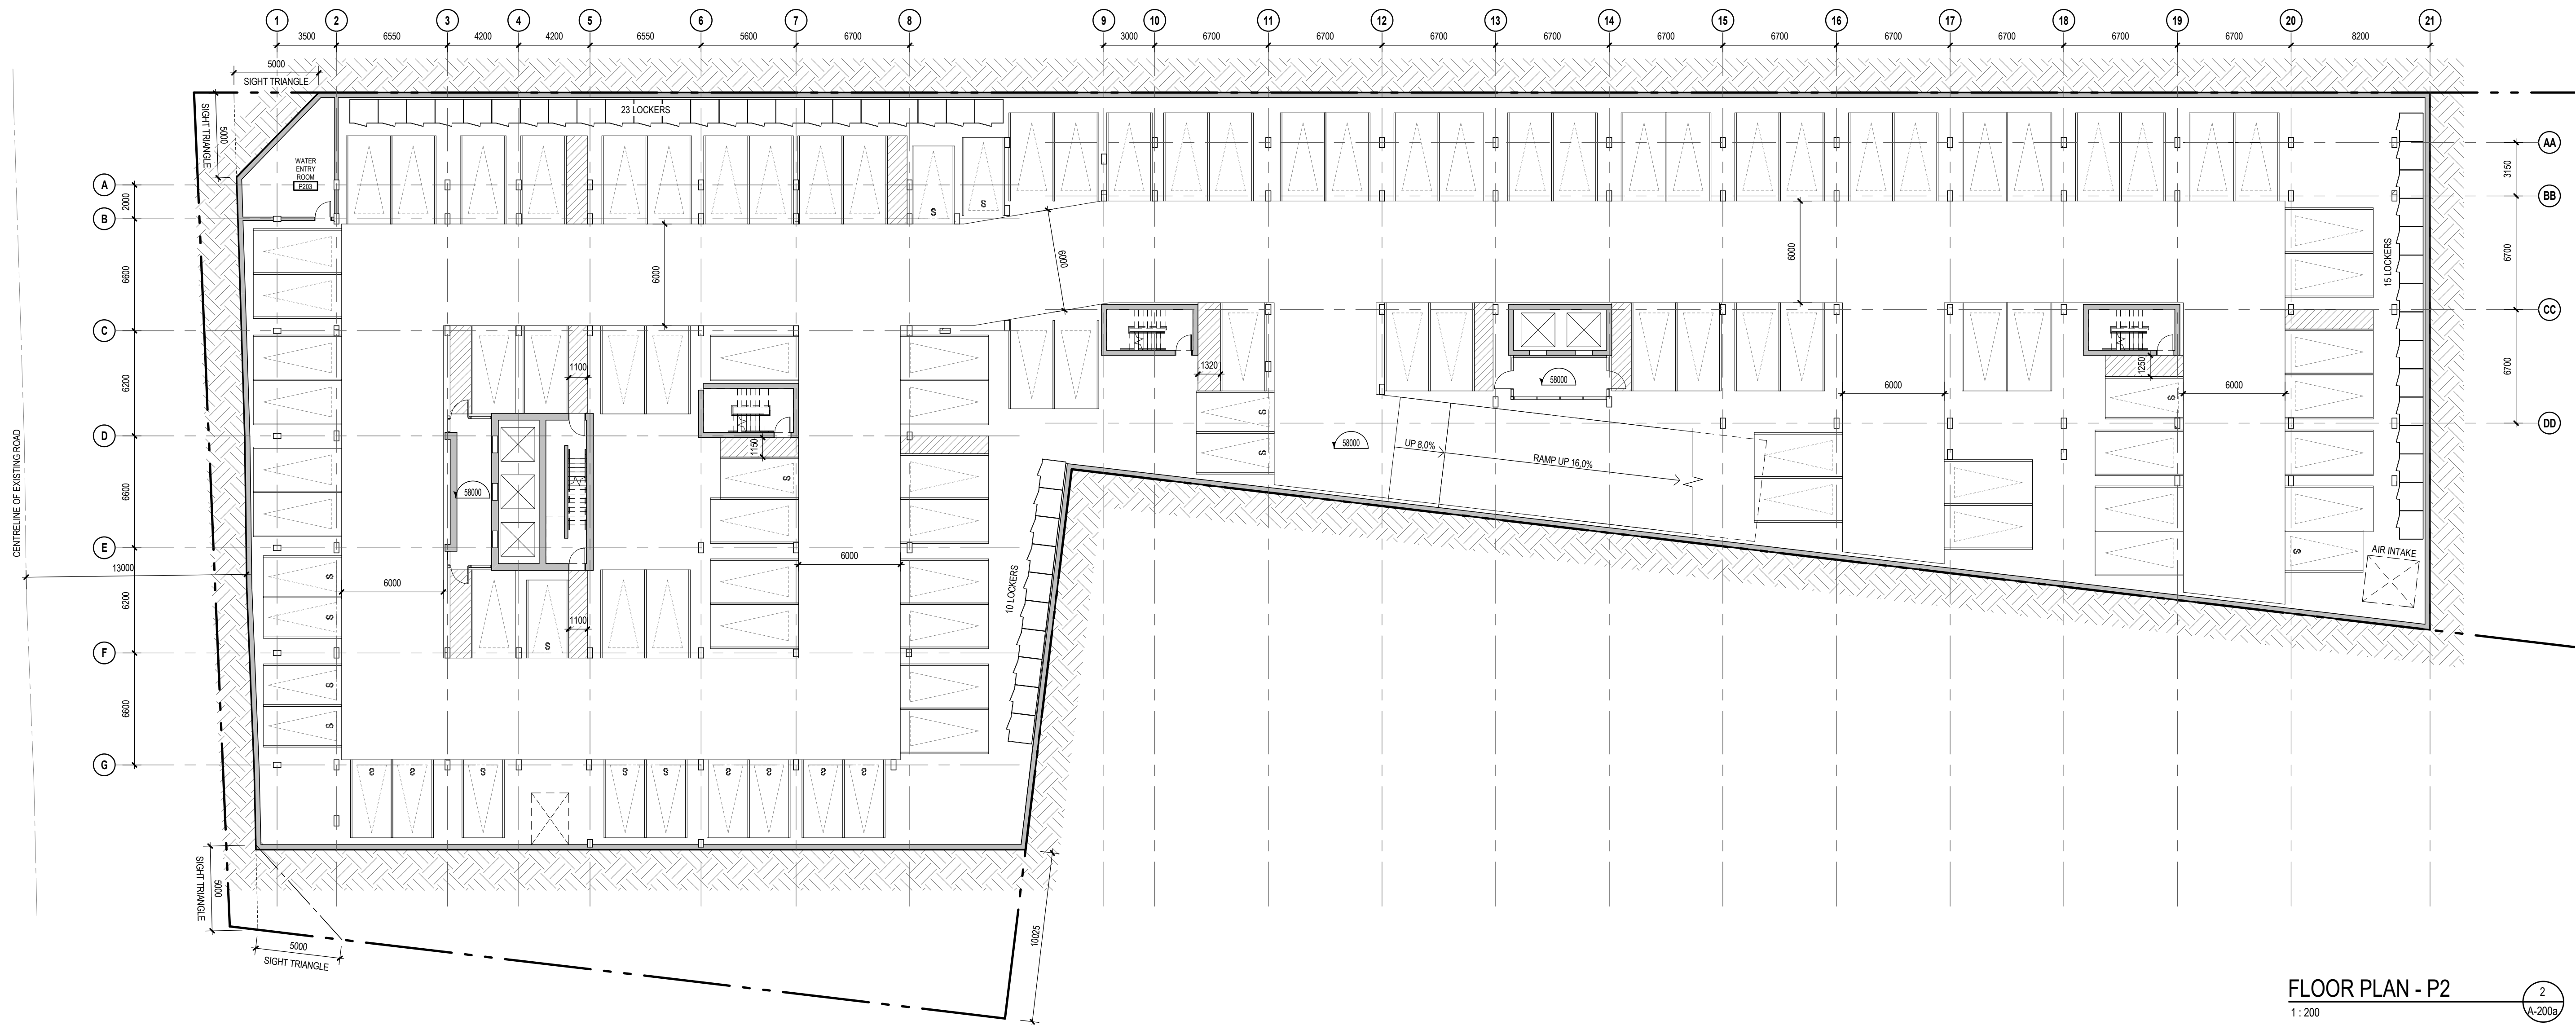 1 2 3 4 5 6 7 8 9 10 11 12 13 14 15 16 17 18 19 20 21
3500 6550 4200 4200 6550 5600 6700 3000 6700 6700 6700 6700 6700 6700 6700 6700 6700 6700 8200
5000
SIGHT TRIANGLE
SIGHT TRIANGLE
5000
23 LOCKERS
WATER
ENTRY
ROOM
P203
A
2000
B
6600
C
6200
D
6600
E
6200
F
6600
G
AA
3150
BB
6700
CC
6700
DD
S
S
6000
6000
6000
15 LOCKERS
1100
1320
58000
1250
6000
6000
S
S
S
1150
S
58000
58000
UP 8,0%
RAMP UP 16,0%
CENTRELINE OF EXISTING ROAD
13000
6000
6000
S
S
S
S
S
1100
10 LOCKERS
S
AIR INTAKE
S S S S S S S S S
SIGHT TRIANGLE
5000
5000
SIGHT TRIANGLE
10025
FLOOR PLAN - P2
1 : 200
2
A-200a